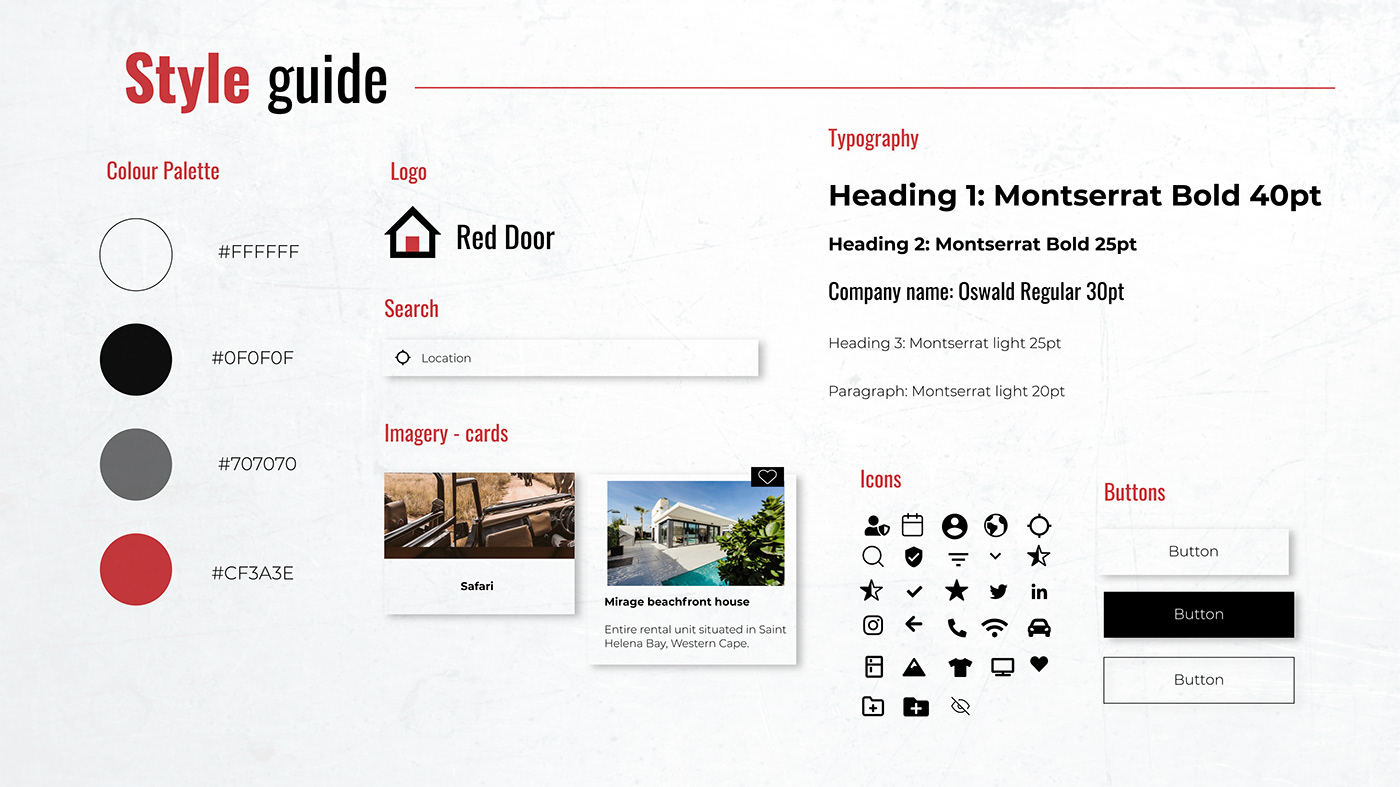 Style guide
Colour Palette
#FFFFFF
#0F0F0F
#707070
#CF3A3E
Logo
Red Door
Search
Location
Imagery - cards
Safari
Mirage beachfront house
Entire rental unit situated in Saint
Helena Bay, Western Cape.
Typography
Heading 1: Montserrat Bold 40pt
Heading 2: Montserrat Bold 25pt
Company name: Oswald Regular 30pt
Heading 3: Montserrat light 25pt
Paragraph: Montserrat light 20pt
Icons
in
Buttons
Button
Button
Button